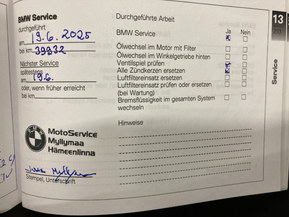 BMW Service
durchgeführt
am 19.6.2025
bei km 39932
Nächster Service
spätestens
am 19.6.
oder, wenn früher erreicht
bei km
MotoService
Myllymaa
Hämeenlinna
Stempel, Unterschrift
Durchgeführte Arbeit
Ja Nein
BMW Service
Ölwechsel im Motor mit Filter
Ölwechsel im Winkelgetriebe hinten
Ventilspiel prüfen
Alle Zündkerzen ersetzen
Luftfiltereinsatz ersetzen
Luftfiltereinsatz prüfen oder ersetzen
(bei Wartung)
Bremsflüssigkeit im gesamten System
wechseln
Hinweise
13
Service